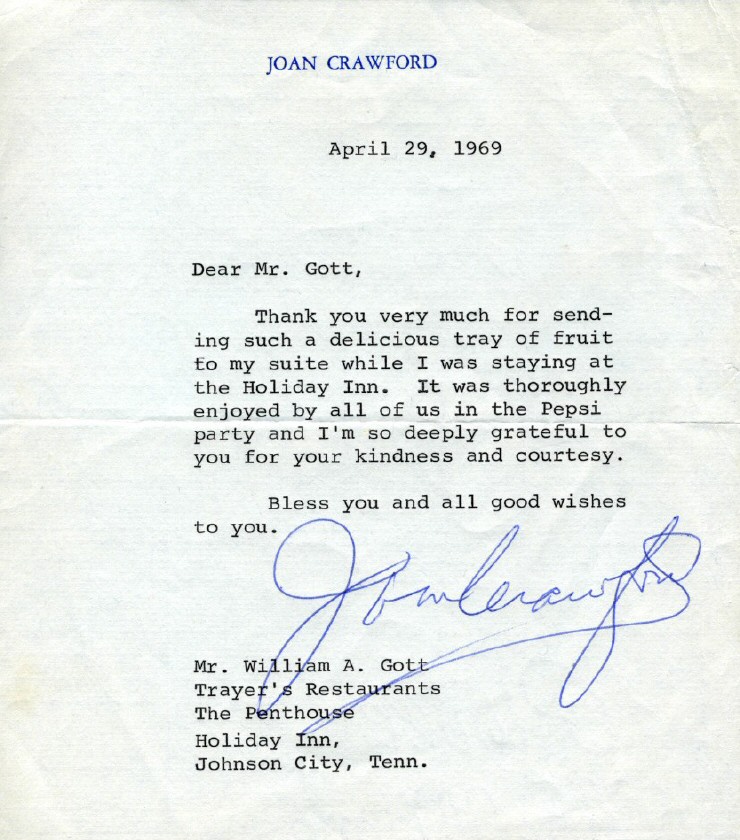 JOAN CRAWFORD
April 29, 1969
Dear Mr. Gott,
Thank you very much for send-
ing such a delicious tray of fruit
to my suite while I was staying at
the Holiday Inn. It was thoroughly
enjoyed by all of us in the Pepsi
party and I'm so deeply grateful to
you for your kindness and courtesy.
Bless you and all good wishes
to you.
Joan Crawford
Mr. William A. Gott
Trayer's Restaurants
The Penthouse
Holiday Inn,
Johnson City, Tenn.